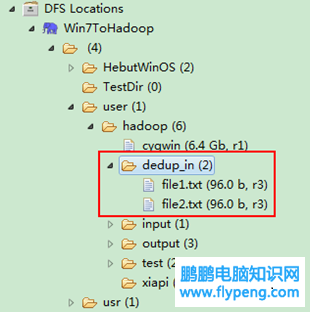 DFS Locations
Win7ToHadoop
(4)
HebutWinOS (2)
TestDir (0)
user (1)
hadoop (6)
cygwin (6.4 Gb, r1)
dedup_in (2)
file1.txt (96.0 b, r3)
file2.txt (96.0 b, r3)
input (1)
output (3)
test (2
xiapi
usr (1)
鹏鹏电脑知识网
www.flypeng.com